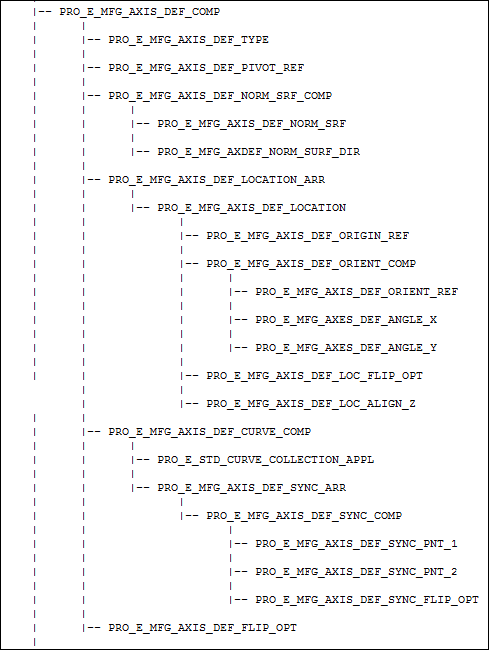 |-- PRO_E_MFG_AXIS_DEF_COMP
|-- PRO_E_MFG_AXIS_DEF_TYPE
|-- PRO_E_MFG_AXIS_DEF_PIVOT_REF
|-- PRO_E_MFG_AXIS_DEF_NORM_SRF_COMP
|-- PRO_E_MFG_AXIS_DEF_NORM_SRF
|-- PRO_E_MFG_AXDEF_NORM_SURF_DIR
|-- PRO_E_MFG_AXIS_DEF_LOCATION_ARR
|-- PRO_E_MFG_AXIS_DEF_LOCATION
|-- PRO_E_MFG_AXIS_DEF_ORIGIN_REF
|-- PRO_E_MFG_AXIS_DEF_ORIENT_COMP
|-- PRO_E_MFG_AXIS_DEF_ORIENT_REF
|-- PRO_E_MFG_AXES_DEF_ANGLE_X
|-- PRO_E_MFG_AXES_DEF_ANGLE_Y
|-- PRO_E_MFG_AXIS_DEF_LOC_FLIP_OPT
|-- PRO_E_MFG_AXIS_DEF_LOC_ALIGN_Z
|-- PRO_E_MFG_AXIS_DEF_CURVE_COMP
|-- PRO_E_STD_CURVE_COLLECTION_APPL
|-- PRO_E_MFG_AXIS_DEF_SYNC_ARR
|-- PRO_E_MFG_AXIS_DEF_SYNC_COMP
|-- PRO_E_MFG_AXIS_DEF_SYNC_PNT_1
|-- PRO_E_MFG_AXIS_DEF_SYNC_PNT_2
|-- PRO_E_MFG_AXIS_DEF_SYNC_FLIP_OPT
|-- PRO_E_MFG_AXIS_DEF_FLIP_OPT